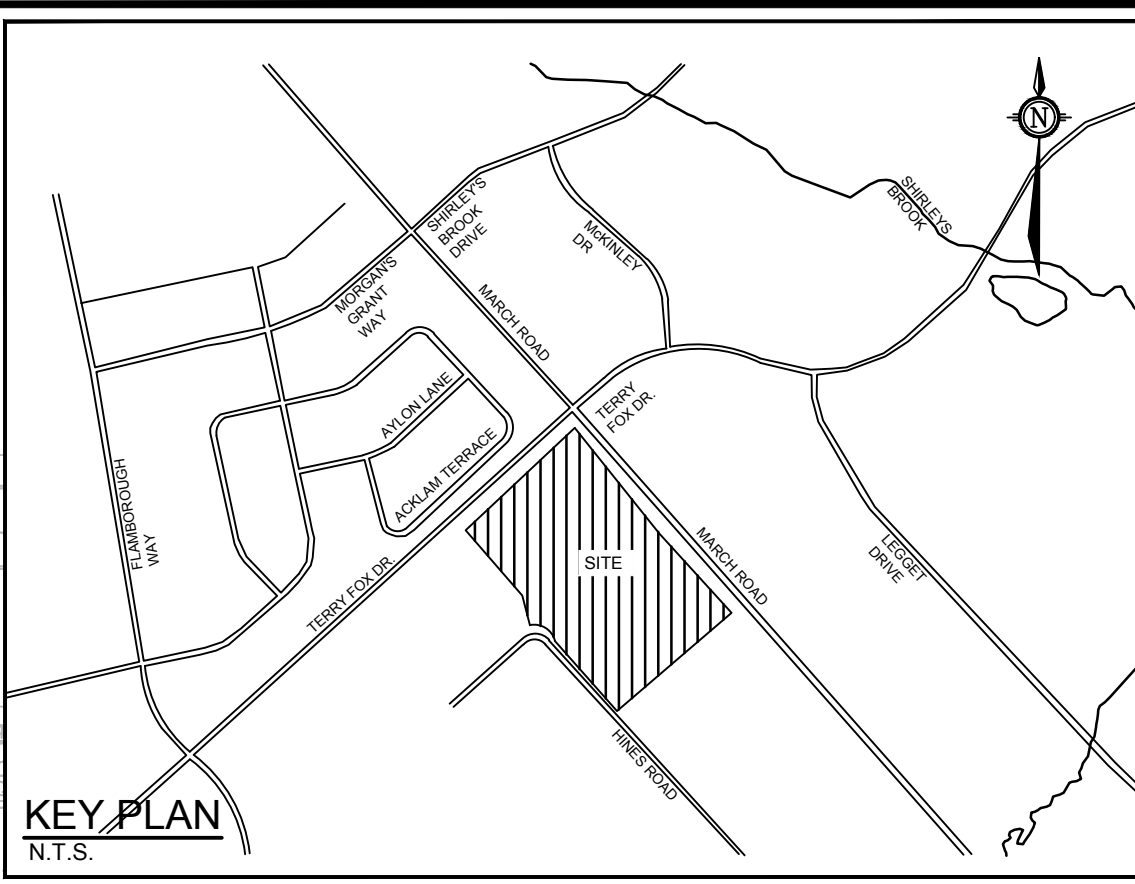 N
SHIRLEY'S
BROOK
DRIVE
McKINLEY
DR
SHIRLEYS
BROOK
MORGAN'S
GRANT
WAY
MARCH ROAD
AYLON LANE
TERRY
FOX DR.
ACKLAM TERRACE
FLAMBOROUGH
WAY
TERRY FOX DR.
SITE
MARCH ROAD
LEGGET
DRIVE
HINES ROAD
KEY PLAN
N.T.S.